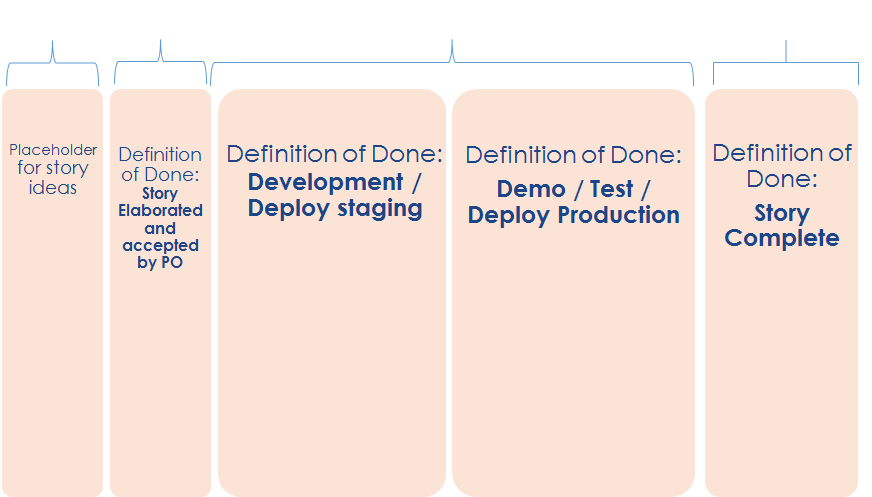 Placeholder
for story
ideas
Definition
of Done:
Story
Elaborated
and
accepted
by PO
Definition of Done:
Development /
Deploy staging
Definition of Done:
Demo / Test /
Deploy Production
Definition of
Done:
Story
Complete